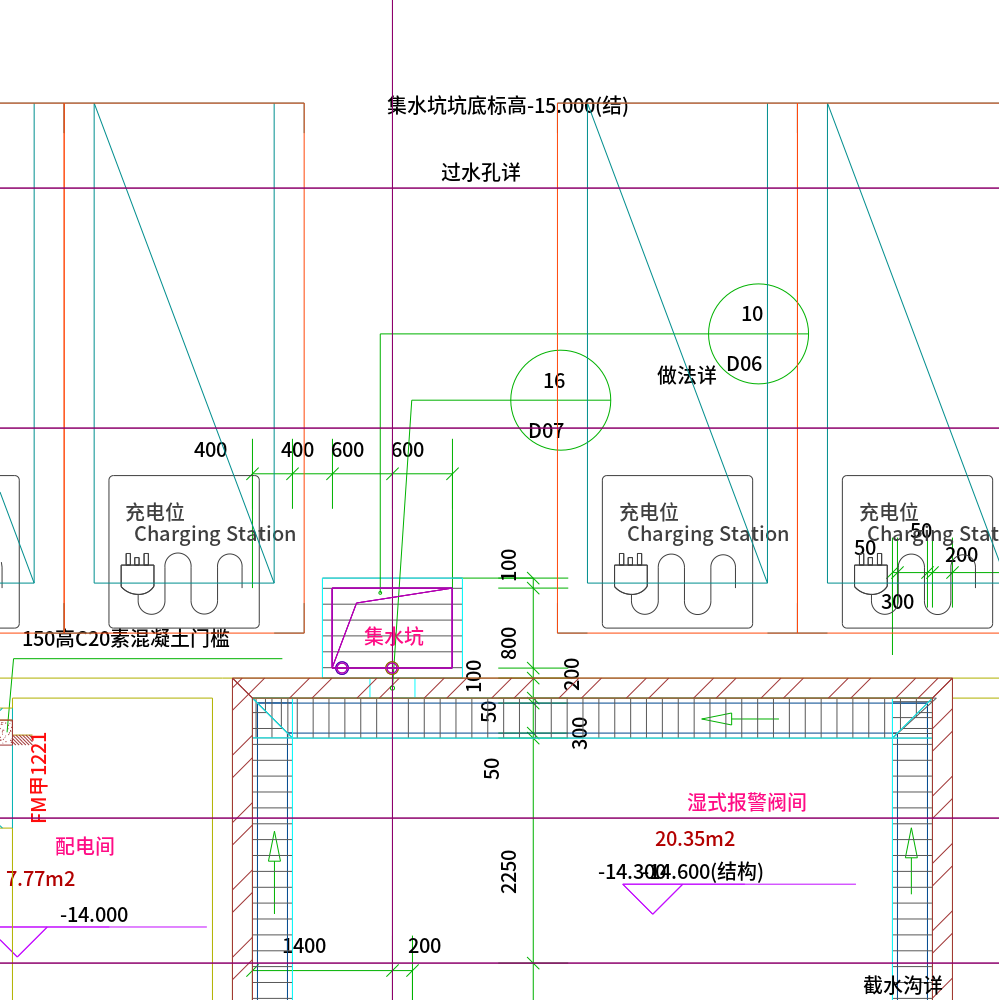 集水坑坑底标高-15.000(结)
过水孔详
10
D06
做法详
16
D07
400
400
600
600
充电位
Charging Station
充电位
Charging Station
充电位
Charging Stat
50
50
200
300
100
800
100
200
50
300
50
2250
集水坑
150高C20素混凝土门槛
FM甲1221
配电间
7.77m2
-14.000
湿式报警阀间
20.35m2
-14.300
-14.600(结构)
1400
200
截水沟详